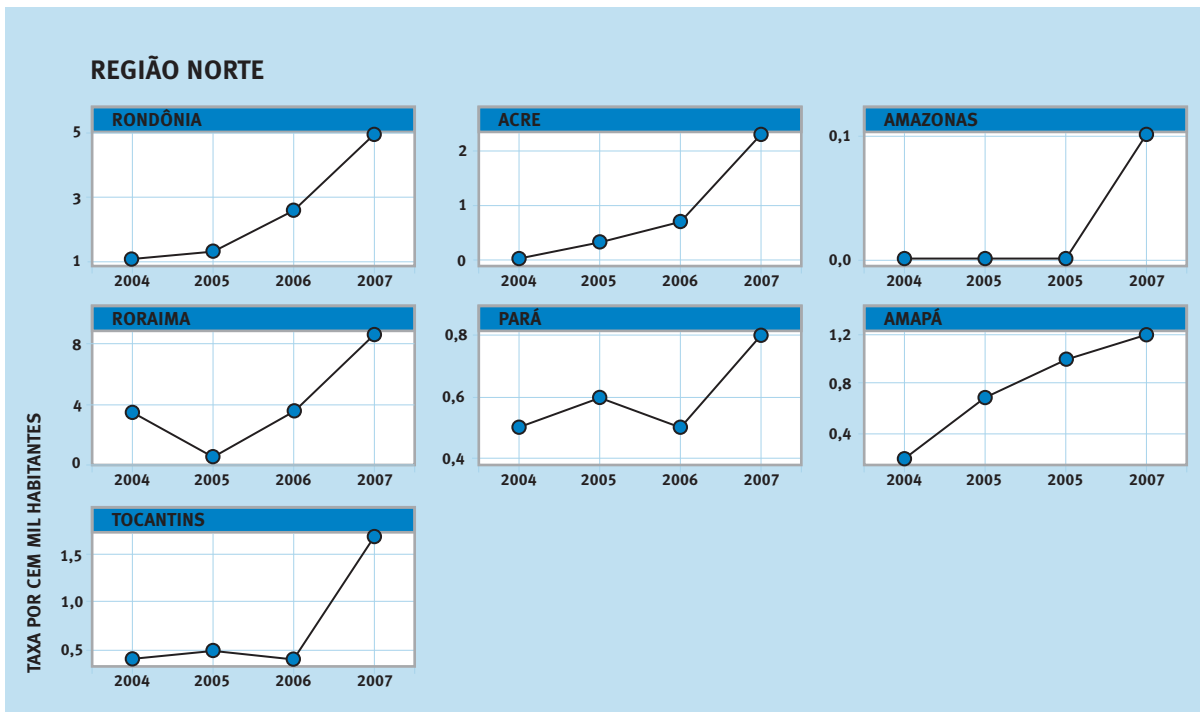 REGIÃO NORTE
RONDÔNIA
5
3
1
2004 2005 2006 2007
ACRE
2
1
0
2004 2005 2006 2007
AMAZONAS
0,1
0,0
2004 2005 2005 2007
RORAIMA
8
4
0
2004 2005 2006 2007
PARÁ
0,8
0,6
0,4
2004 2005 2006 2007
AMAPÁ
1,2
0,8
0,4
2004 2005 2005 2007
TOCANTINS
1,5
1,0
0,5
2004 2005 2006 2007
TAXA POR CEM MIL HABITANTES